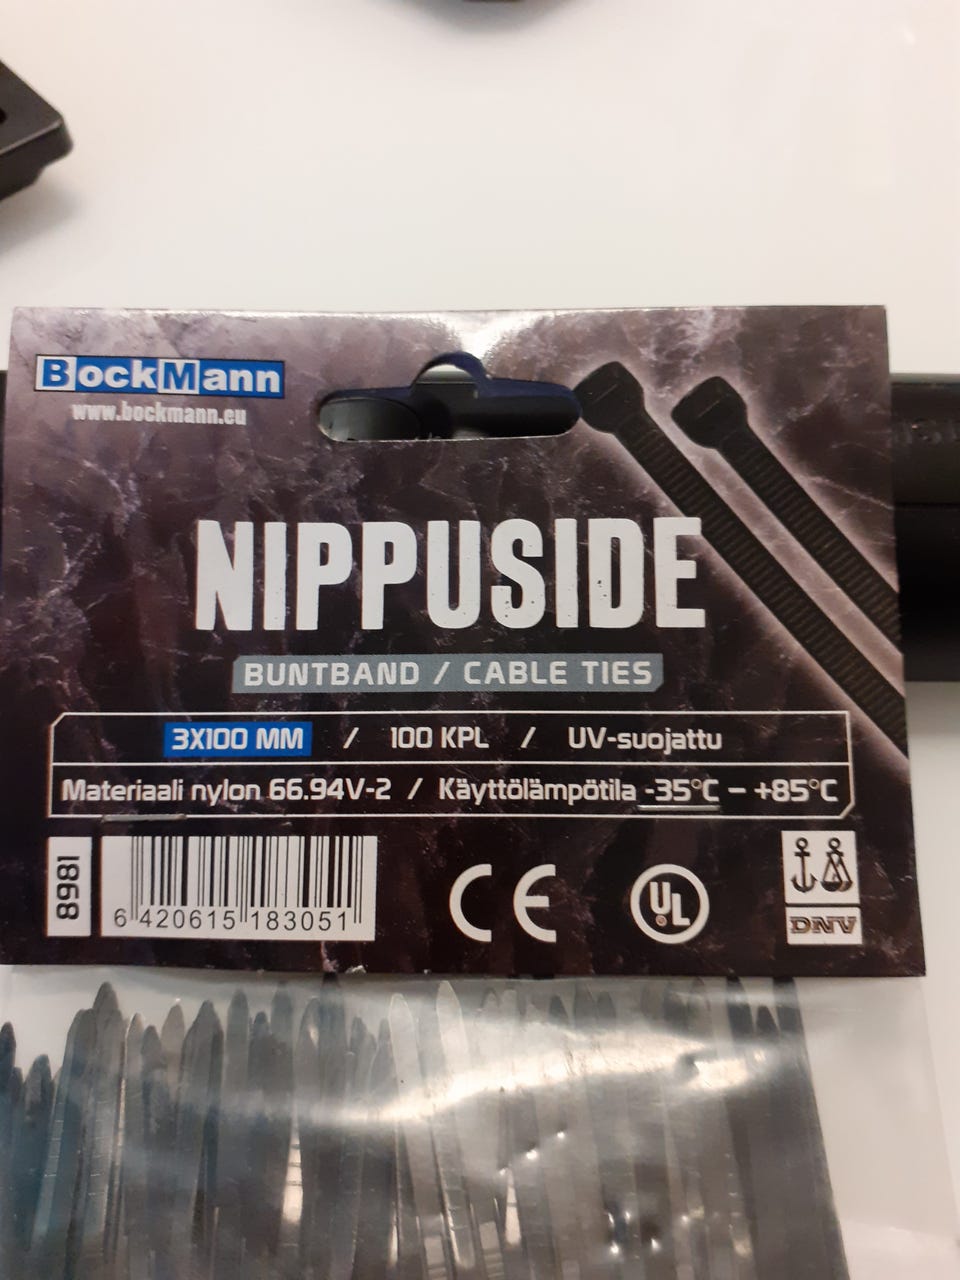 BockMann
www.bockmann.eu
NIPPUSIDE
BUNTBAND / CABLE TIES
3X100 MM / 100 KPL / UV-suojattu
Materiaali nylon 66.94V-2 / Käyttölämpötila -35°C – +85°C
8981
6 420615 183051
CE
UL
DNV